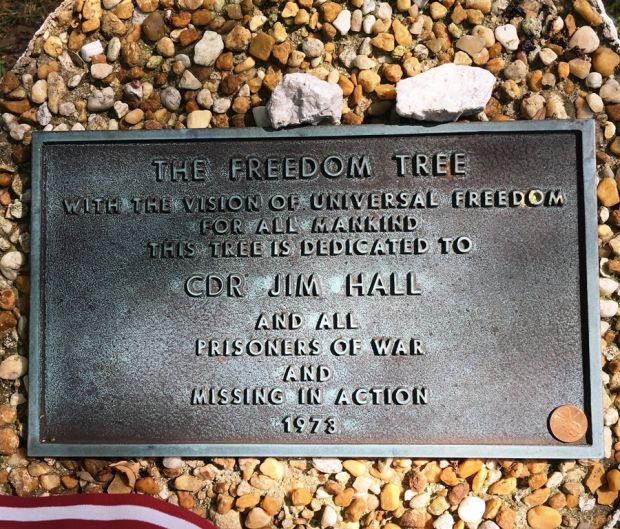 THE FREEDOM TREE
WITH THE VISION OF UNIVERSAL FREEDOM
FOR ALL MANKIND
THIS TREE IS DEDICATED TO
CDR JIM HALL
AND ALL
PRISONERS OF WAR
AND
MISSING IN ACTION
1973